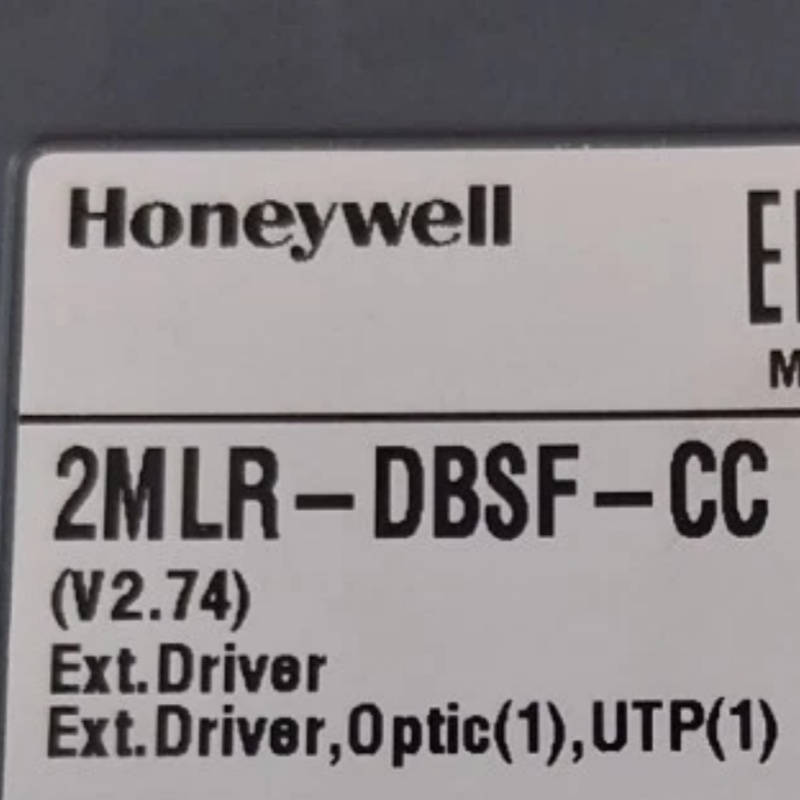 Honeywell
2MLR-DBSF-CC
(V2.74)
Ext.Driver
Ext.Driver,Optic(1),UTP(1)